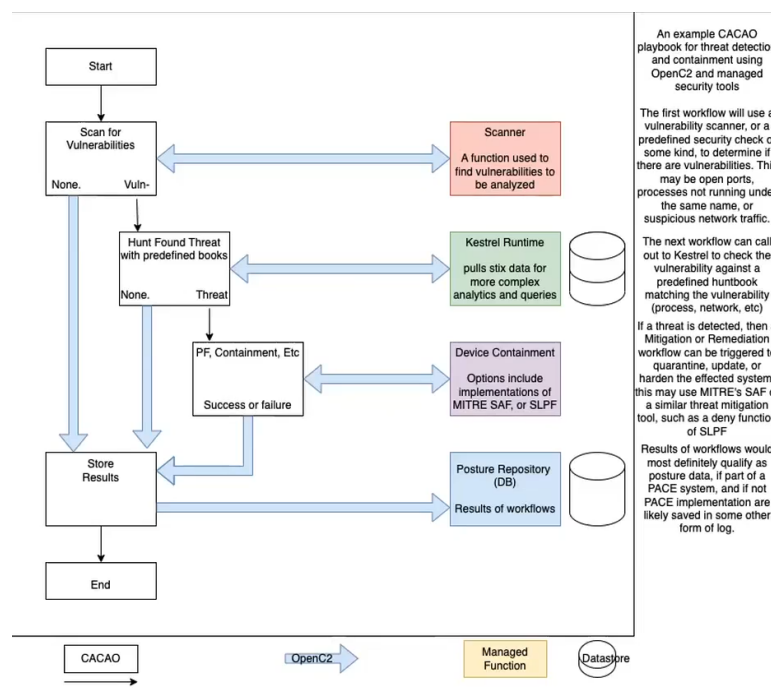 Start
Scan for
Vulnerabilities
None. Vuln-
Scanner
A function used to
find vulnerabilities to
be analyzed
Hunt Found Threat
with predefined books
None. Threat
Kestrel Runtime
pulls stix data for
more complex
analytics and queries
PF, Containment, Etc
Success or failure
Device Containment
Options include
implementations of
MITRE SAF, or SLPF
Store
Results
Posture Repository
(DB)
Results of workflows
End
An example CACAO
playbook for threat detectio
and containment using
OpenC2 and managed
security tools
The first workflow will use a
vulnerability scanner, or a
predefined security check o
some kind, to determine if
there are vulnerabilities. Thi
may be open ports,
processes not running unde
the same name, or
suspicious network traffic.
The next workflow can call
out to Kestrel to check the
vulnerability against a
predefined huntbook
matching the vulnerability
(process, network, etc)
If a threat is detected, then
Mitigation or Remediation
workflow can be triggered to
quarantine, update, or
harden the effected system
this may use MITRE's SAF
a similar threat mitigation
tool, such as a deny functio
of SLPF
Results of workflows would
most definitely qualify as
posture data, if part of a
PACE system, and if not
PACE implementation are
likely saved in some other
form of log.
CACAO
OpenC2
Managed
Function
Datastore